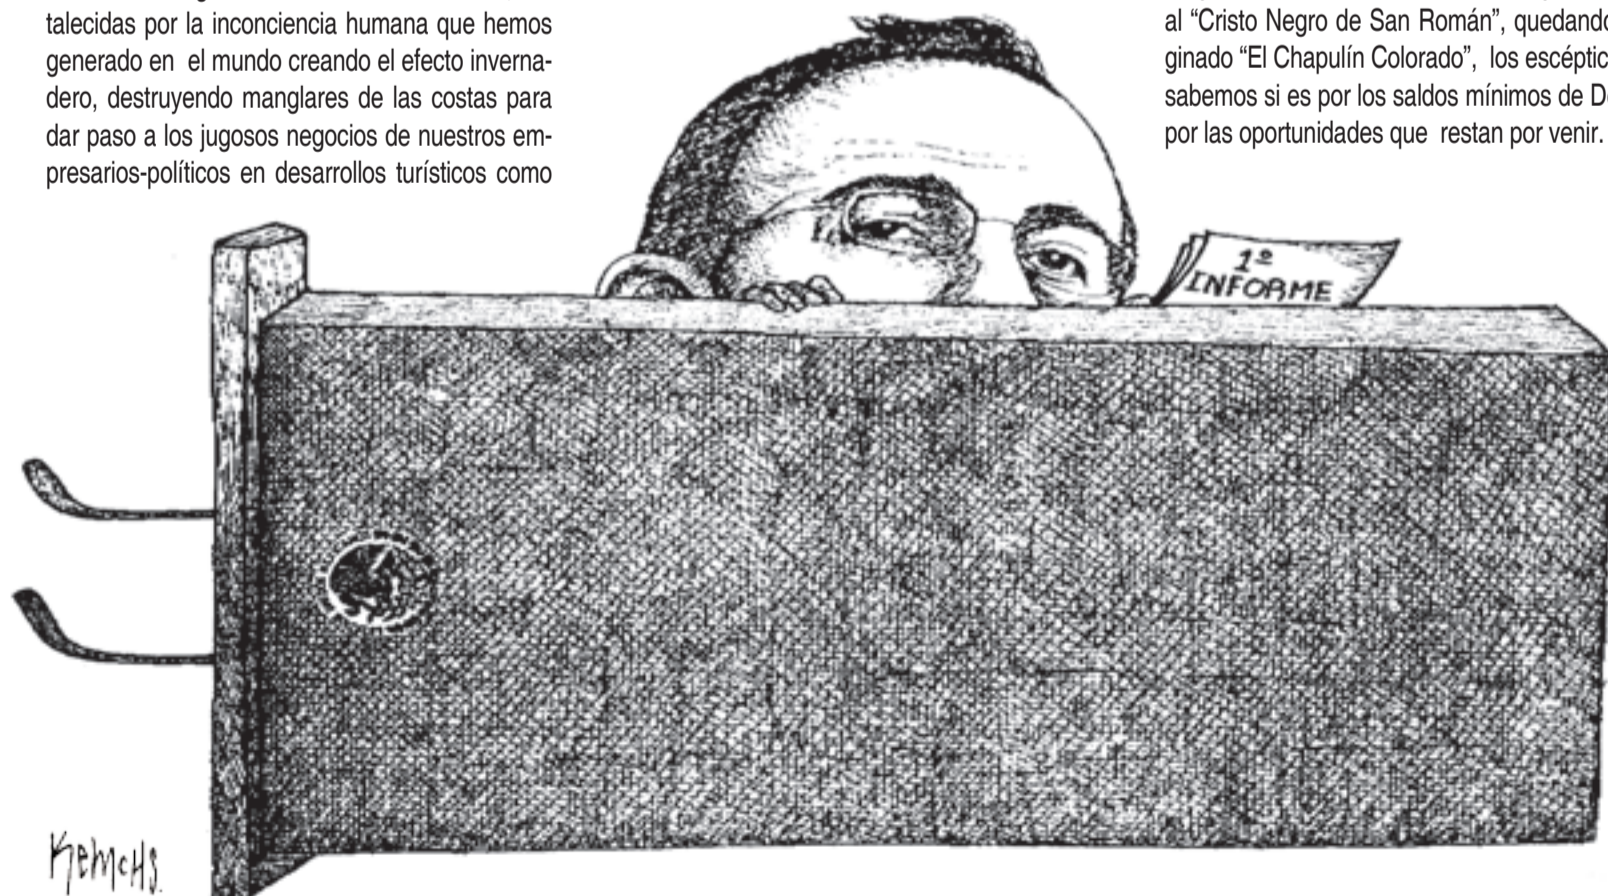 talecidas por la inconciencia humana que hemos
generado en el mundo creando el efecto inverna-
dero, destruyendo manglares de las costas para
dar paso a los jugosos negocios de nuestros em-
presarios-políticos en desarrollos turísticos como
al “Cristo Negro de San Román”, quedando
ginado “El Chapulín Colorado”, los escéptic
sabemos si es por los saldos mínimos de De
por las oportunidades que restan por venir.
1º
INFORME
KEMCHS.